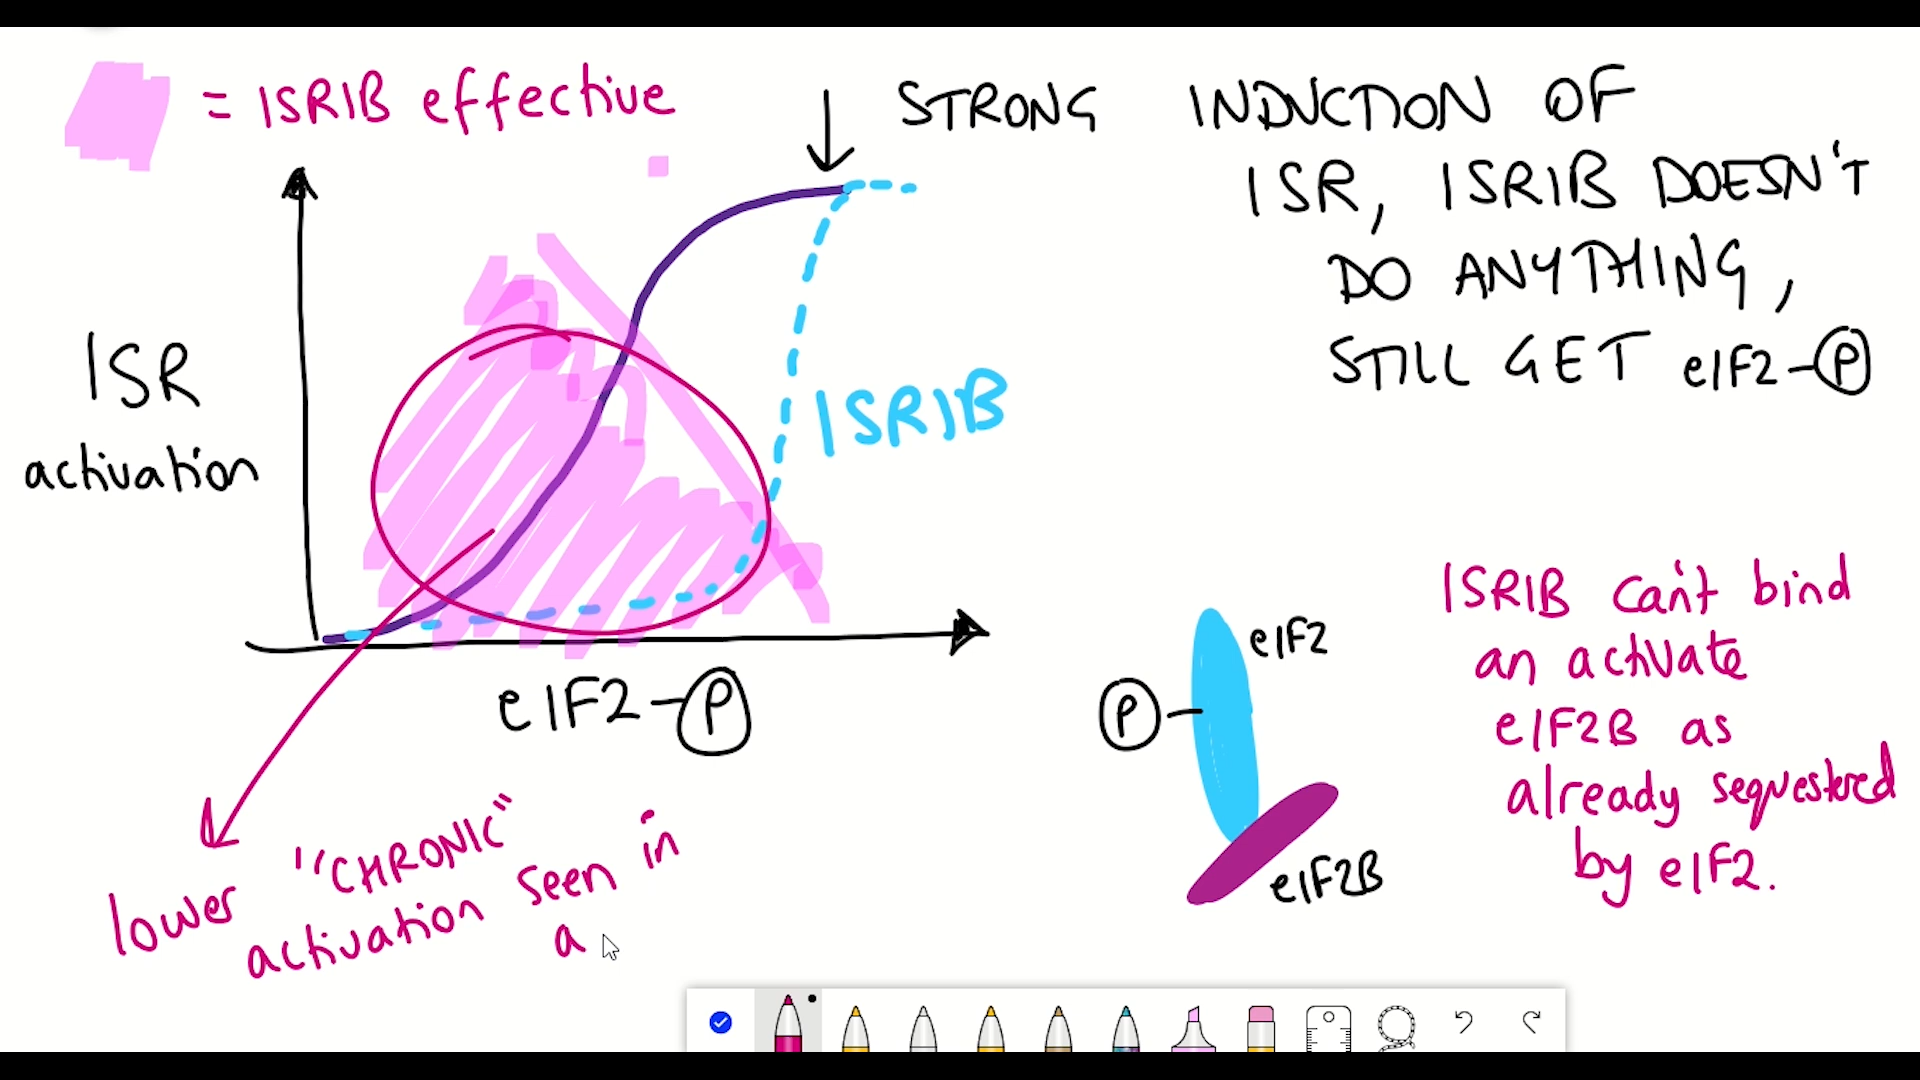 = ISRIB effective
STRONG INDUCTION OF
ISR, ISRIB DOESN'T
DO ANYTHING,
STILL GET eIF2-P
ISR
activation
ISRIB
eIF2-P
lower "CHRONIC"
activation seen in
a
eIF2
P
eIF2B
ISRIB can't bind
an activate
eIF2B as
already sequestered
by eIF2.